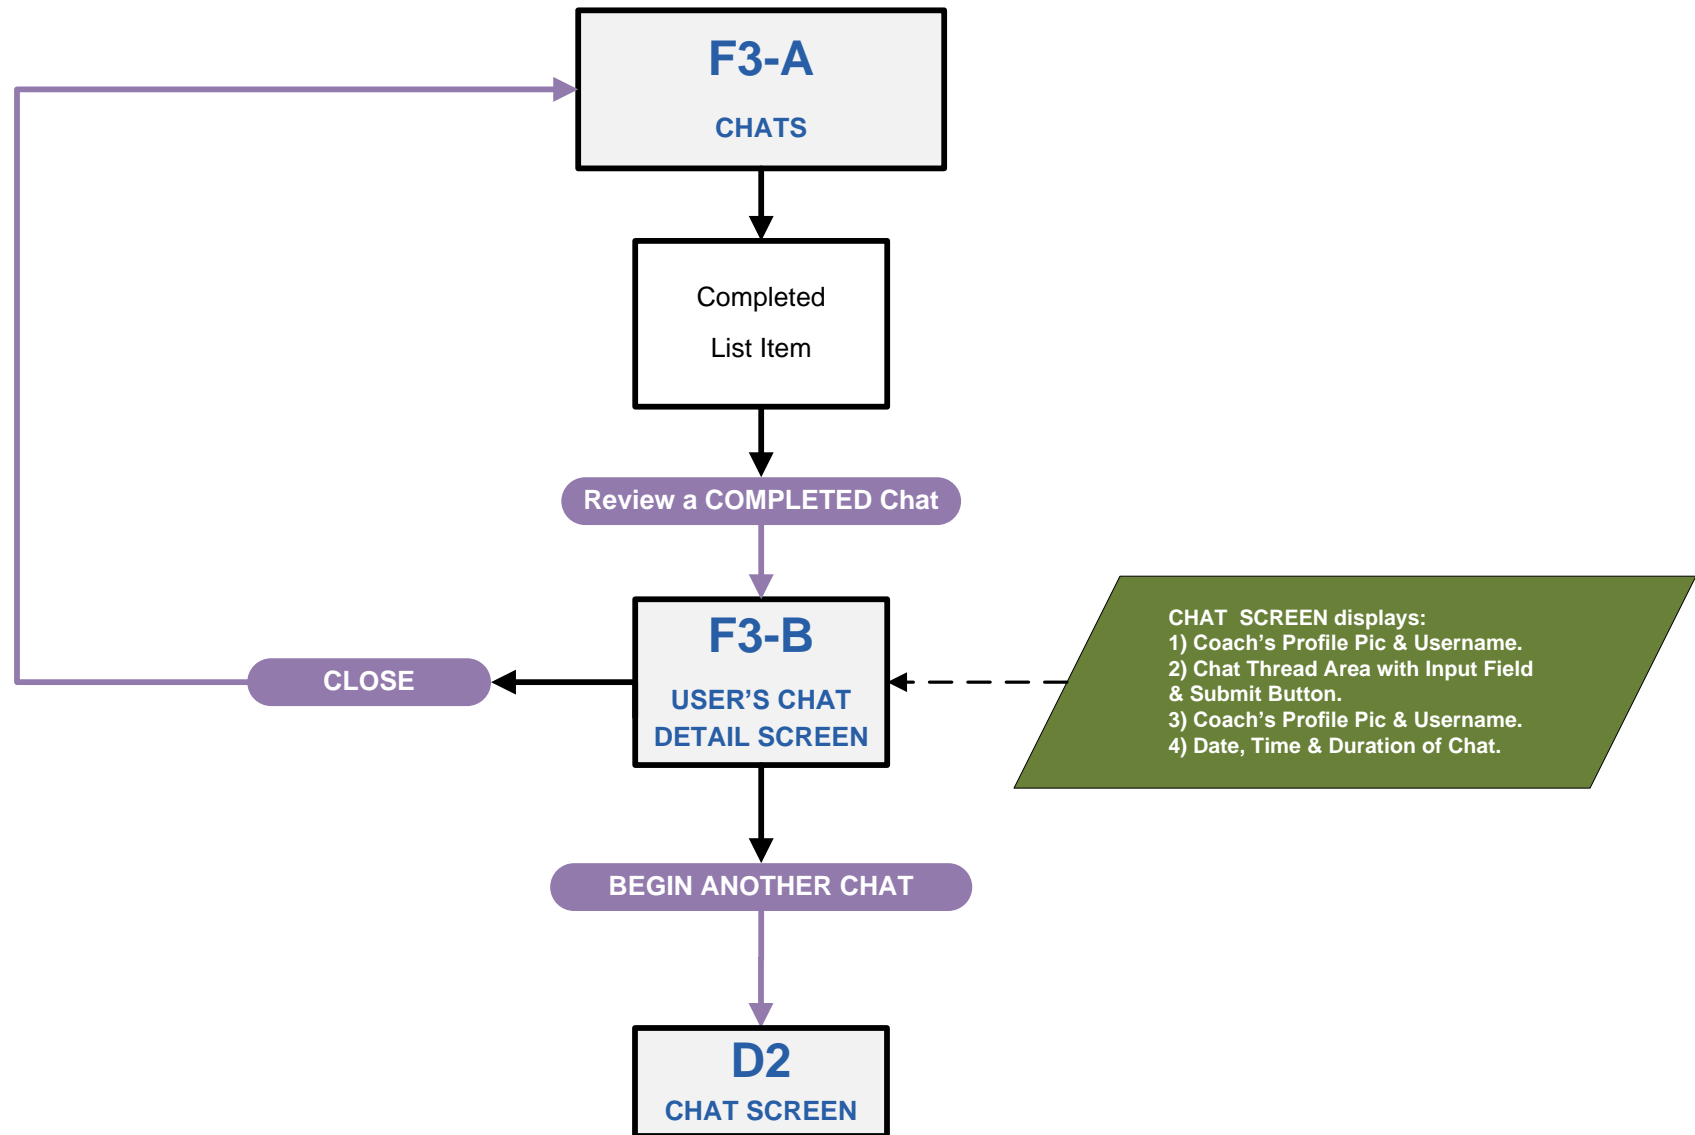 F3-A
CHATS
Completed
List Item
Review a COMPLETED Chat
F3-B
USER'S CHAT
DETAIL SCREEN
CLOSE
CHAT  SCREEN displays:
1) Coach’s Profile Pic & Username.
2) Chat Thread Area with Input Field
& Submit Button.
3) Coach’s Profile Pic & Username.
4) Date, Time & Duration of Chat.
BEGIN ANOTHER CHAT
D2
CHAT SCREEN